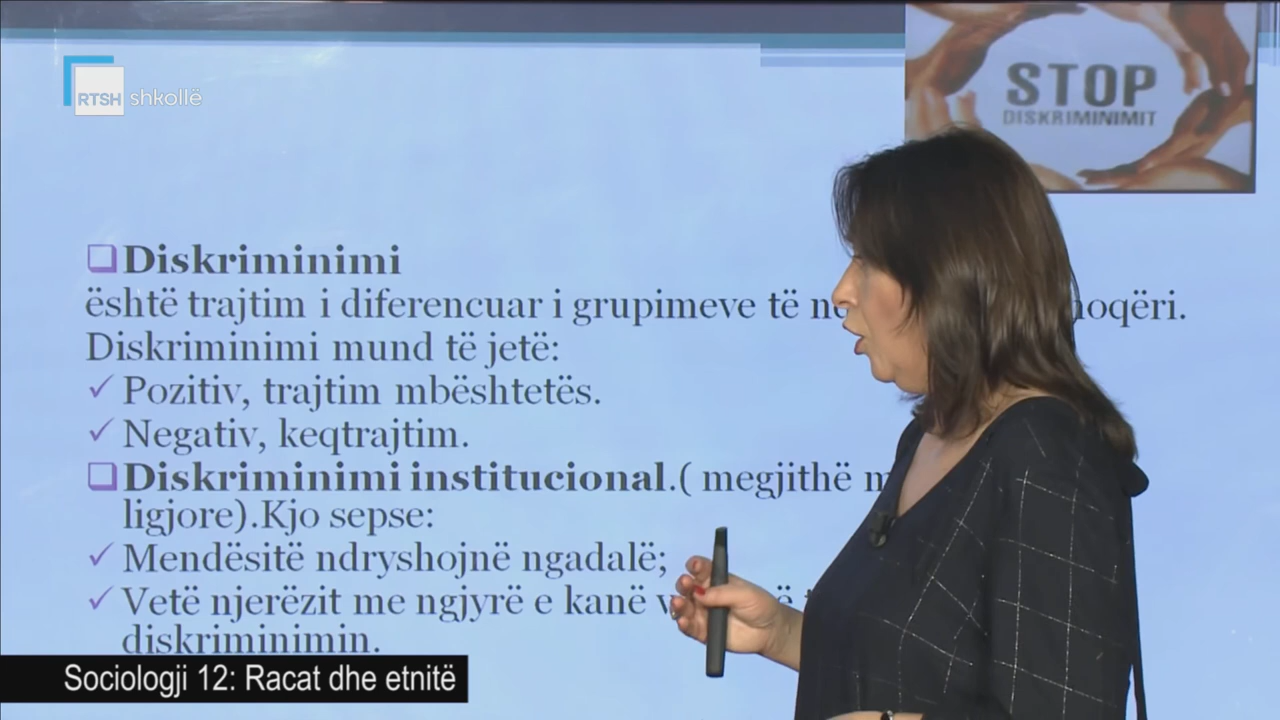 RTSH shkollë
STOP
DISKRIMINIMIT
Diskriminimi
është trajtim i diferencuar i grupimeve të
Diskriminimi mund të jetë:
Pozitiv, trajtim mbështetës.
Negativ, keqtrajtim.
Diskriminimi institucional.( megjithë
ligjore).Kjo sepse:
Mendësitë ndryshojnë ngadalë;
Vetë njerëzit me ngjyrë e kanë
diskriminimin.
Sociologji 12: Racat dhe etnitë